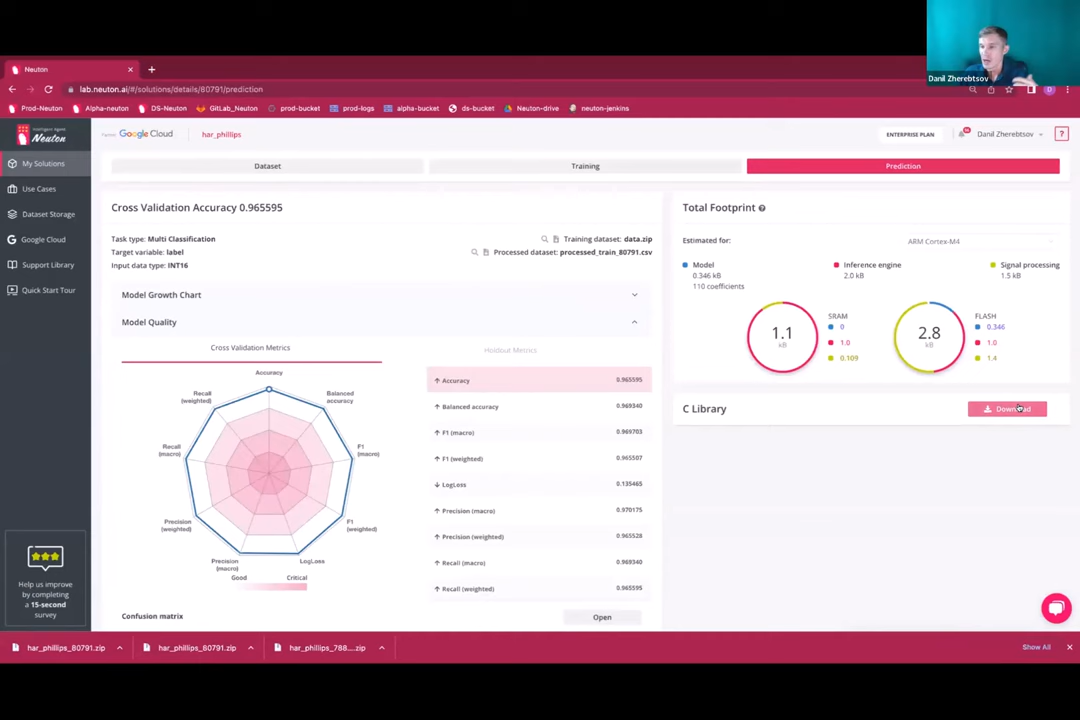 Danil Zherebtsov
Neuton
lab.neuton.ai/#/solutions/details/80791/prediction
Prod-Neuton
Alpha-neuton
DS-Neuton
GitLab_Neuton
prod-bucket
prod-logs
alpha-bucket
ds-bucket
Neuton-drive
neuton-jenkins
D
Neuton
Google Cloud
har_phillips
ENTERPRISE PLAN
Danil Zherebtsov
?
My Solutions
Use Cases
Dataset Storage
Google Cloud
Support Library
Quick Start Tour
Help us improve
by completing
a 15-second
survey
Dataset
Training
Prediction
Cross Validation Accuracy 0.965595
Task type: Multi Classification
Target variable: label
Input data type: INT16
Training dataset: data.zip
Processed dataset: processed_train_80791.csv
Model Growth Chart
Model Quality
Cross Validation Metrics
Holdout Metrics
Accuracy
Balanced
accuracy
F1
(macro)
F1
(weighted)
LogLoss
Precision
(macro)
Precision
(weighted)
Recall
(macro)
Recall
(weighted)
Good
Critical
Accuracy 0.965595
Balanced accuracy 0.969340
F1 (macro) 0.969703
F1 (weighted) 0.965507
LogLoss 0.135465
Precision (macro) 0.970175
Precision (weighted) 0.965528
Recall (macro) 0.969340
Recall (weighted) 0.965595
Confusion matrix
Open
Total Footprint ?
Estimated for:
ARM Cortex-M4
Model
0.346 kB
110 coefficients
Inference engine
2.0 kB
Signal processing
1.5 kB
1.1
kB
SRAM
0
1.0
0.109
2.8
kB
FLASH
0.346
1.0
1.4
C Library
Download
har_phillips_80791.zip
har_phillips_80791.zip
har_phillips_788....zip
Show All